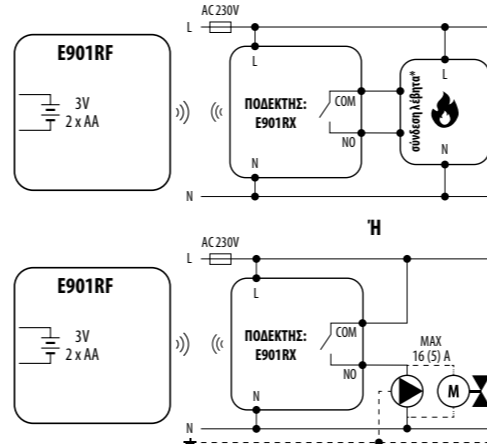 AC 230V
L
E901RF
3V
2 x AA
L
ΠΟΔΕΚΤΗΣ:
E901RX
COM
NO
N
L
σύνδεση λέβητα*
N
N
Ή
AC 230V
L
E901RF
3V
2 x AA
L
ΠΟΔΕΚΤΗΣ:
E901RX
COM
NO
N
MAX
16 (5) A
M
N